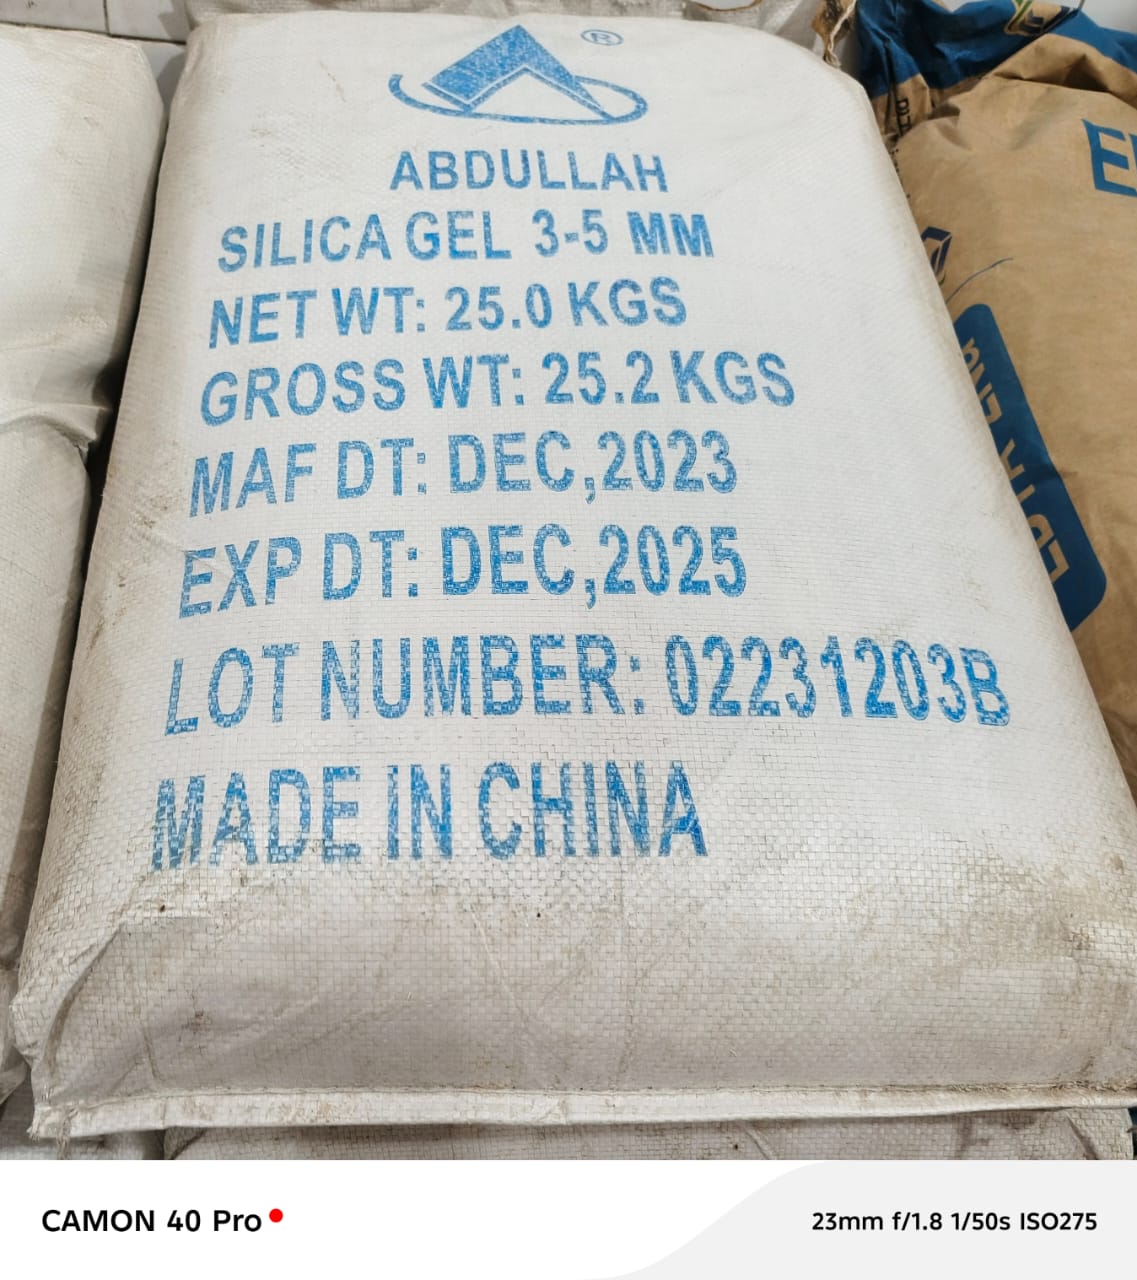 ®
ABDULLAH
SILICA GEL 3-5 MM
NET WT: 25.0 KGS
GROSS WT: 25.2 KGS
MAF DT: DEC,2023
EXP DT: DEC,2025
LOT NUMBER: 02231203B
MADE IN CHINA
CAMON 40 Pro
23mm f/1.8 1/50s ISO275